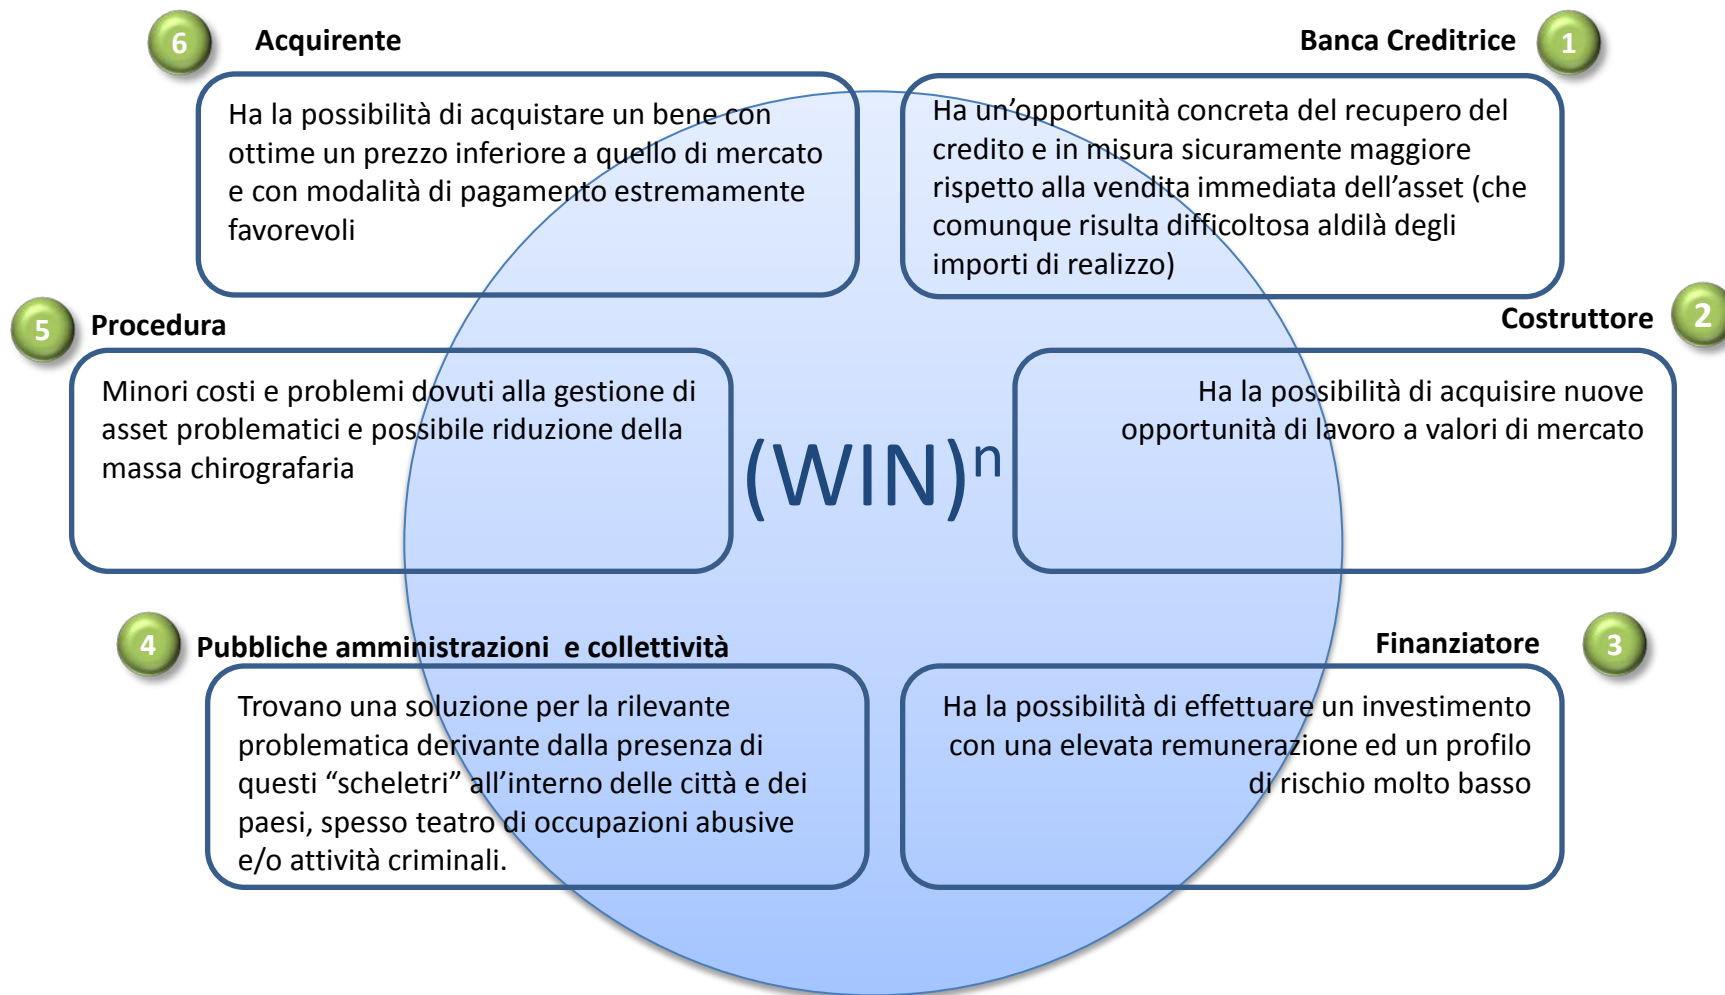 6
Acquirente
Ha la possibilità di acquistare un bene con
ottime un prezzo inferiore a quello di mercato
e con modalità di pagamento estremamente
favorevoli
Banca Creditrice
1
Ha un’opportunità concreta del recupero del
credito e in misura sicuramente maggiore
rispetto alla vendita immediata dell’asset (che
comunque risulta difficoltosa aldilà degli
importi di realizzo)
5
Procedura
Minori costi e problemi dovuti alla gestione di
asset problematici e possibile riduzione della
massa chirografaria
(WIN)ⁿ
Costruttore
2
Ha la possibilità di acquisire nuove
opportunità di lavoro a valori di mercato
4
Pubbliche amministrazioni  e collettività
Trovano una soluzione per la rilevante
problematica derivante dalla presenza di
questi “scheletri” all’interno delle città e dei
paesi, spesso teatro di occupazioni abusive
e/o attività criminali.
Finanziatore
3
Ha la possibilità di effettuare un investimento
con una elevata remunerazione ed un profilo
di rischio molto basso